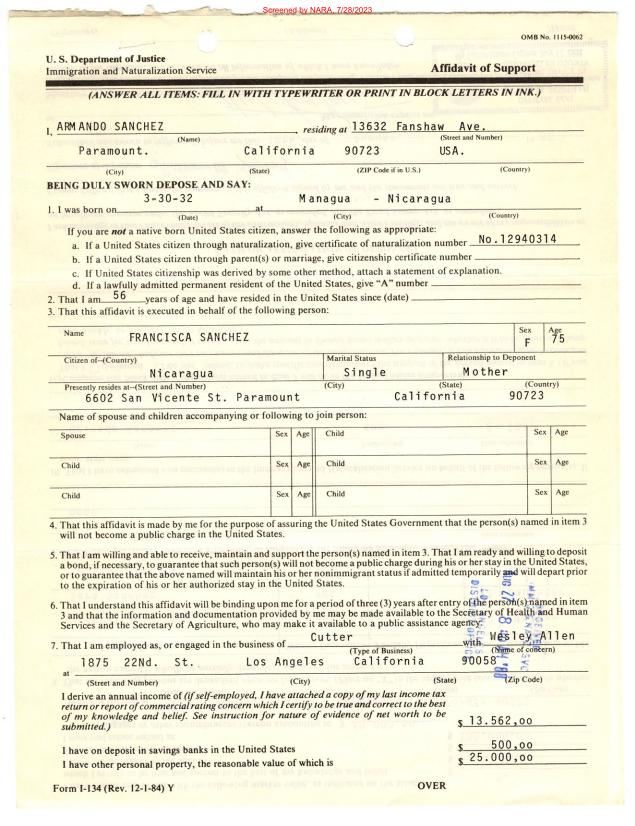 Screened by NARA, 7/28/2023
OMB No. 1115-0062
U. S. Department of Justice
Immigration and Naturalization Service
Affidavit of Support
(ANSWER ALL ITEMS: FILL IN WITH TYPEWRITER OR PRINT IN BLOCK LETTERS IN INK.)
I, ARMANDO SANCHEZ residing at 13632 Fanshaw Ave.
(Name) (Street and Number)
Paramount. California 90723 USA.
(City) (State) (ZIP Code if in U.S.) (Country)
BEING DULY SWORN DEPOSE AND SAY:
3-30-32 Managua - Nicaragua
1. I was born on at
(Date) (City) (Country)
If you are not a native born United States citizen, answer the following as appropriate:
a. If a United States citizen through naturalization, give certificate of naturalization number No.12940314
b. If a United States citizen through parent(s) or marriage, give citizenship certificate number
c. If United States citizenship was derived by some other method, attach a statement of explanation.
d. If a lawfully admitted permanent resident of the United States, give "A" number
2. That I am 56 years of age and have resided in the United States since (date)
3. That this affidavit is executed in behalf of the following person:
Name FRANCISCA SANCHEZ Sex F Age 75
Citizen of--(Country) Marital Status Relationship to Deponent
Nicaragua Single Mother
Presently resides at--(Street and Number) (City) (State) (Country)
6602 San Vicente St. Paramount California 90723
Name of spouse and children accompanying or following to join person:
Spouse Sex Age Child Sex Age
Child Sex Age Child Sex Age
Child Sex Age Child Sex Age
4. That this affidavit is made by me for the purpose of assuring the United States Government that the person(s) named in item 3
will not become a public charge in the United States.
5. That I am willing and able to receive, maintain and support the person(s) named in item 3. That I am ready and willing to deposit
a bond, if necessary, to guarantee that such person(s) will not become a public charge during his or her stay in the United States,
or to guarantee that the above named will maintain his or her nonimmigrant status if admitted temporarily and will depart prior
to the expiration of his or her authorized stay in the United States.
6. That I understand this affidavit will be binding upon me for a period of three (3) years after entry of the person(s) named in item
3 and that the information and documentation provided by me may be made available to the Secretary of Health and Human
Services and the Secretary of Agriculture, who may make it available to a public assistance agency.
7. That I am employed as, or engaged in the business of Cutter with Wesley Allen
(Type of Business) (Name of concern)
at 1875 22Nd. St. Los Angeles California 90058
(Street and Number) (City) (State) (Zip Code)
I derive an annual income of (if self-employed, I have attached a copy of my last income tax
return or report of commercial rating concern which I certify to be true and correct to the best
of my knowledge and belief. See instruction for nature of evidence of net worth to be
submitted.) $ 13.562,oo
I have on deposit in savings banks in the United States $ 500,oo
I have other personal property, the reasonable value of which is $ 25.000,oo
Form I-134 (Rev. 12-1-84) Y OVER